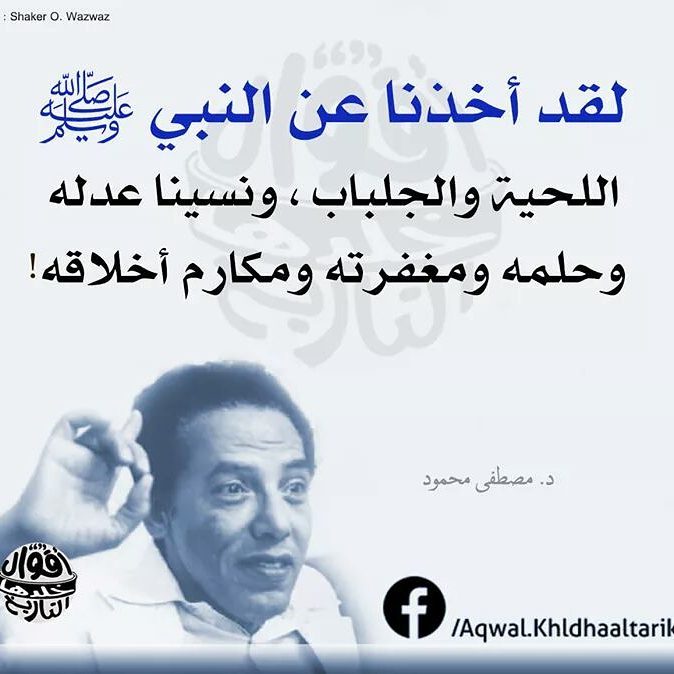 : Shaker O. Wazwaz
لقد أخذنا عن النبي ﷺ
اللحية والجلباب ، ونسينا عدله
وحلمه ومغفرته ومكارم أخلاقه!
د. مصطفى محمود
أقوال
خلدها
التاريخ
f /Aqwal.Khldhaaltarik